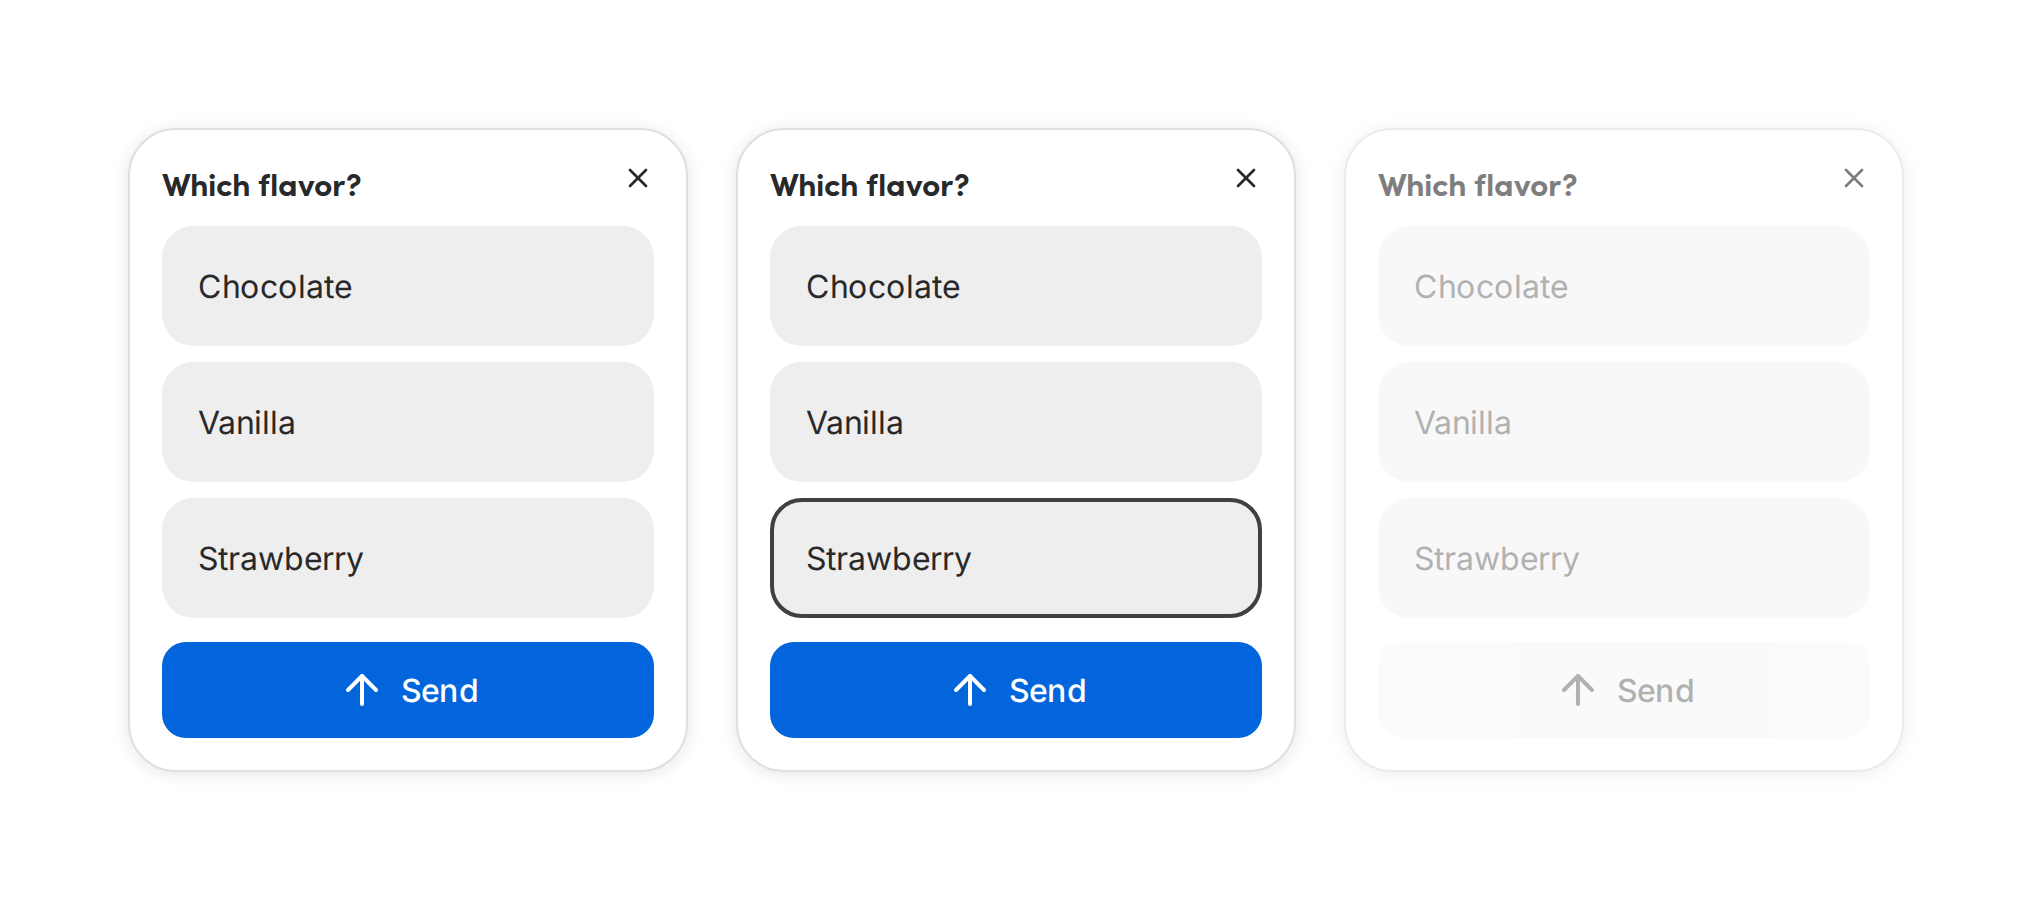 Which flavor?
Chocolate
Vanilla
Strawberry
Send
Which flavor?
Chocolate
Vanilla
Strawberry
Send
Which flavor?
Chocolate
Vanilla
Strawberry
Send